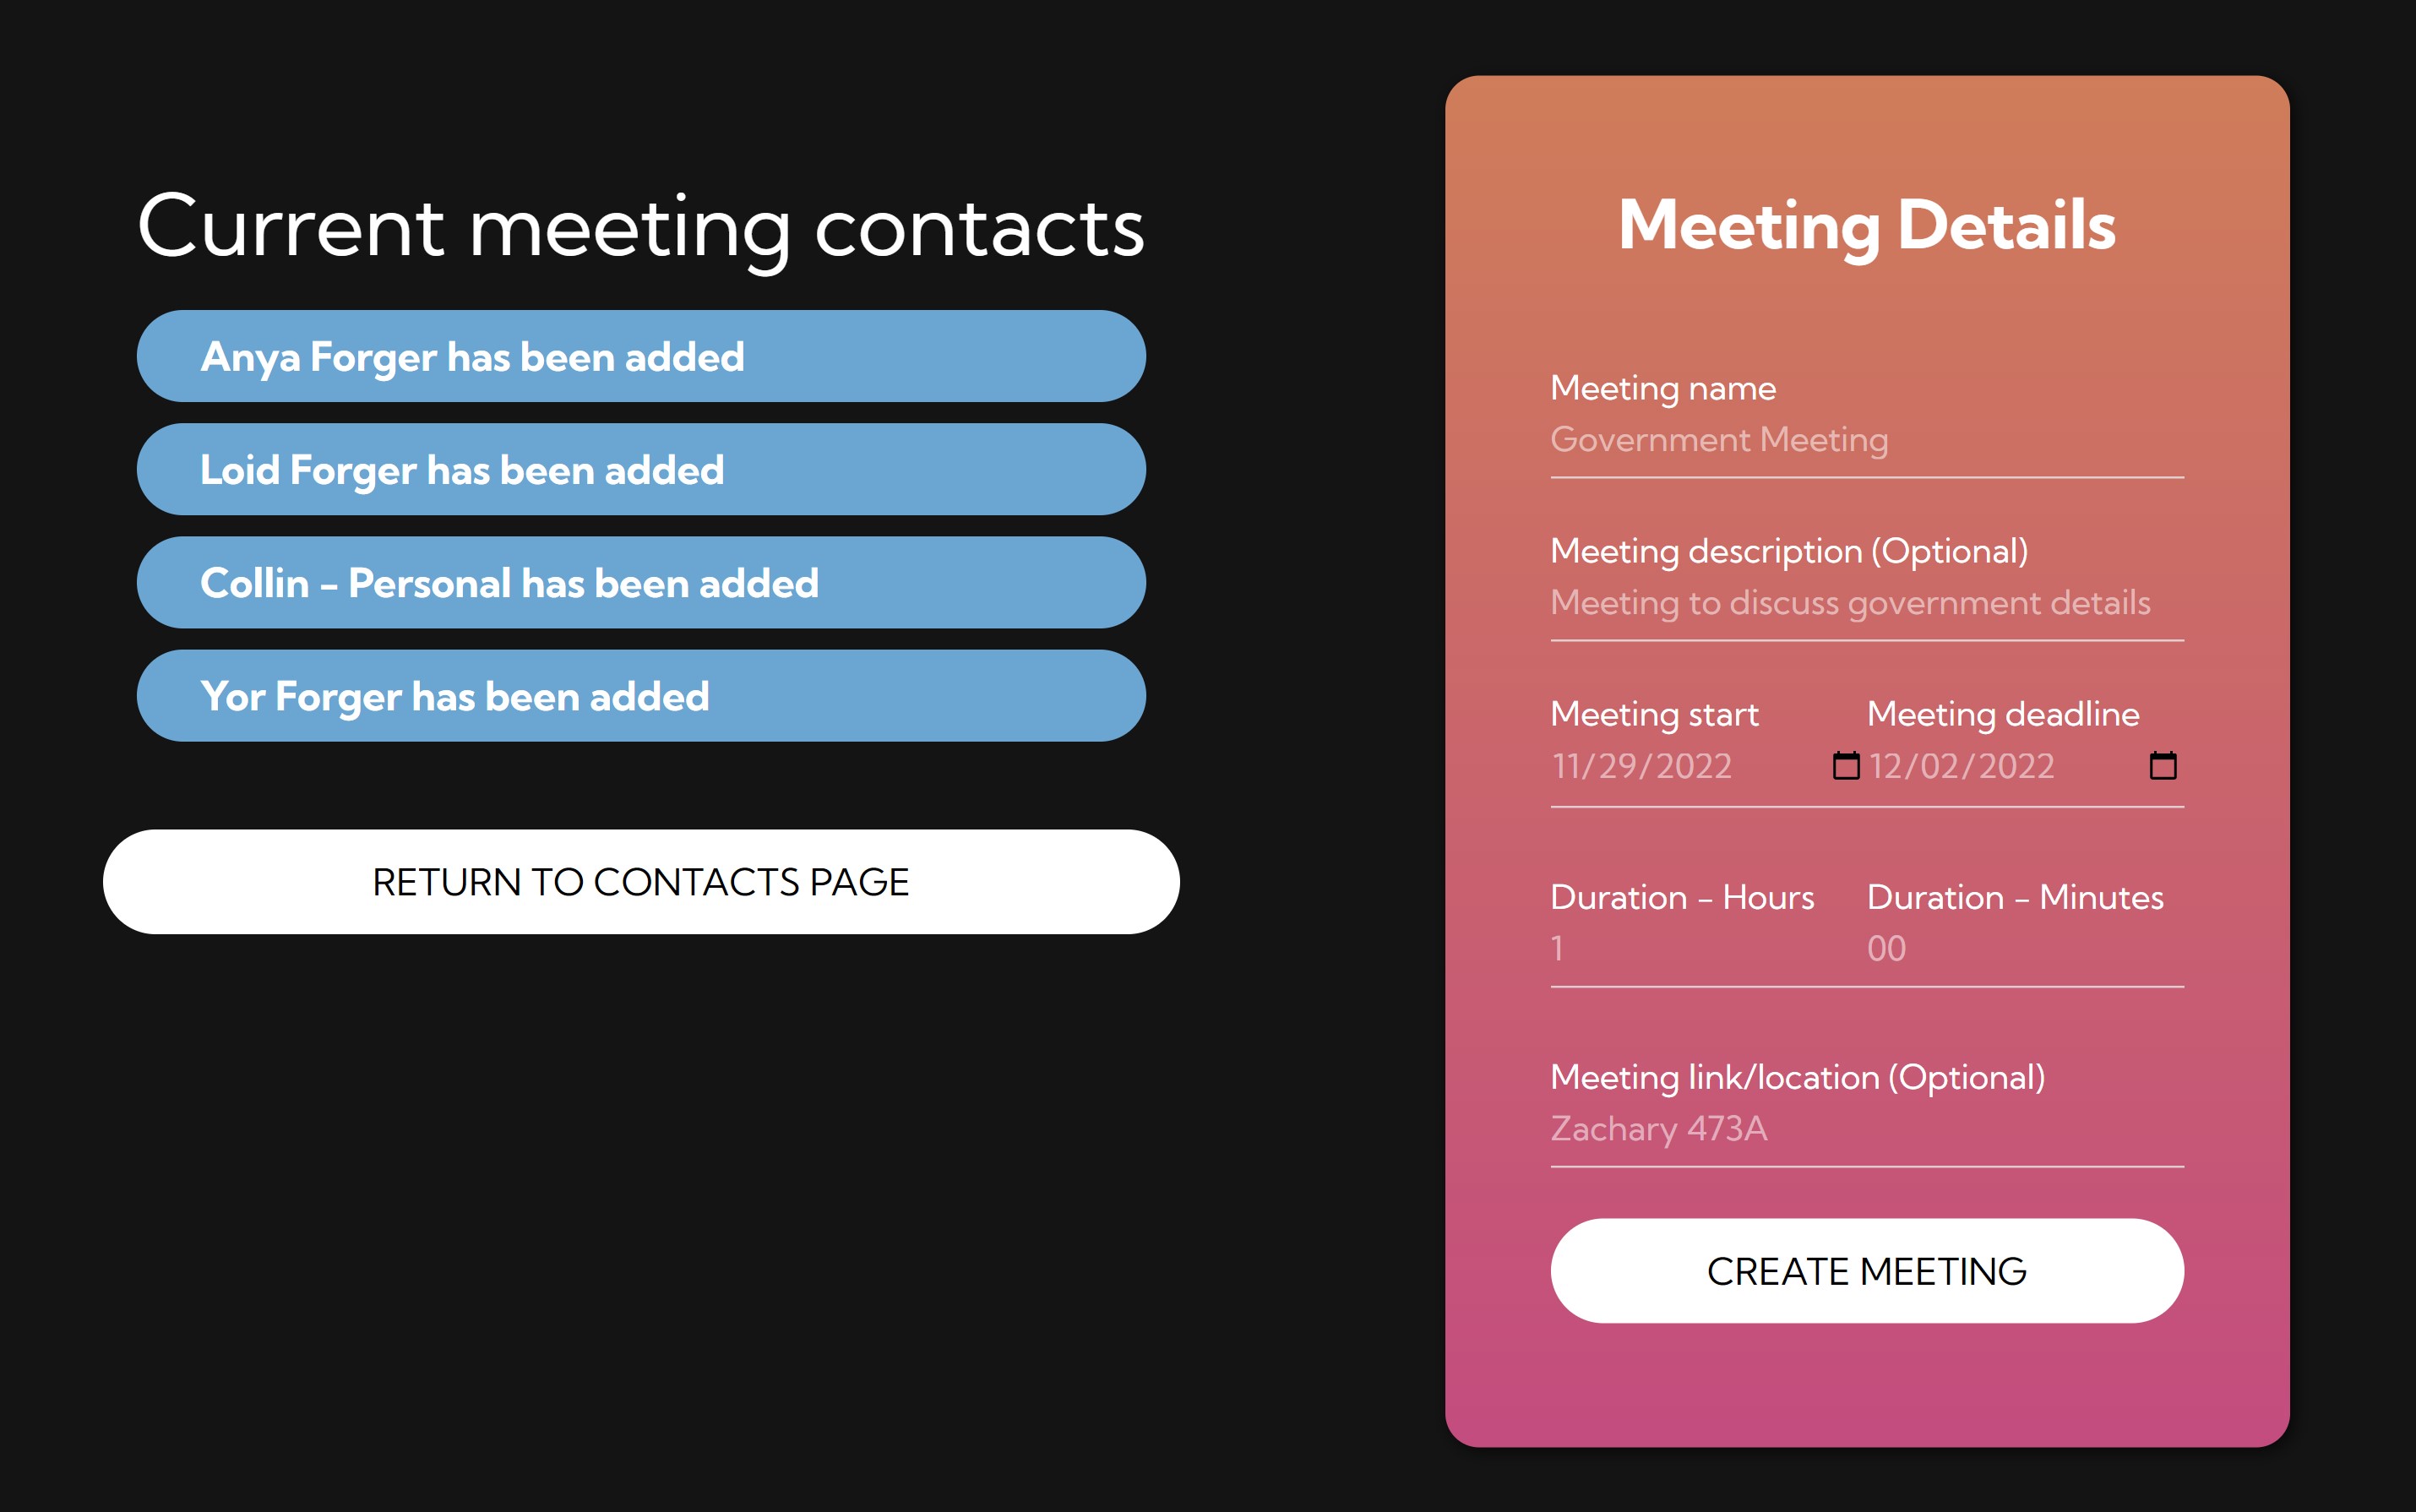 Current meeting contacts
Anya Forger has been added
Loid Forger has been added
Collin - Personal has been added
Yor Forger has been added
RETURN TO CONTACTS PAGE
Meeting Details
Meeting name
Government Meeting
Meeting description (Optional)
Meeting to discuss government details
Meeting start Meeting deadline
11/29/2022 12/02/2022
Duration - Hours Duration - Minutes
1 00
Meeting link/location (Optional)
Zachary 473A
CREATE MEETING